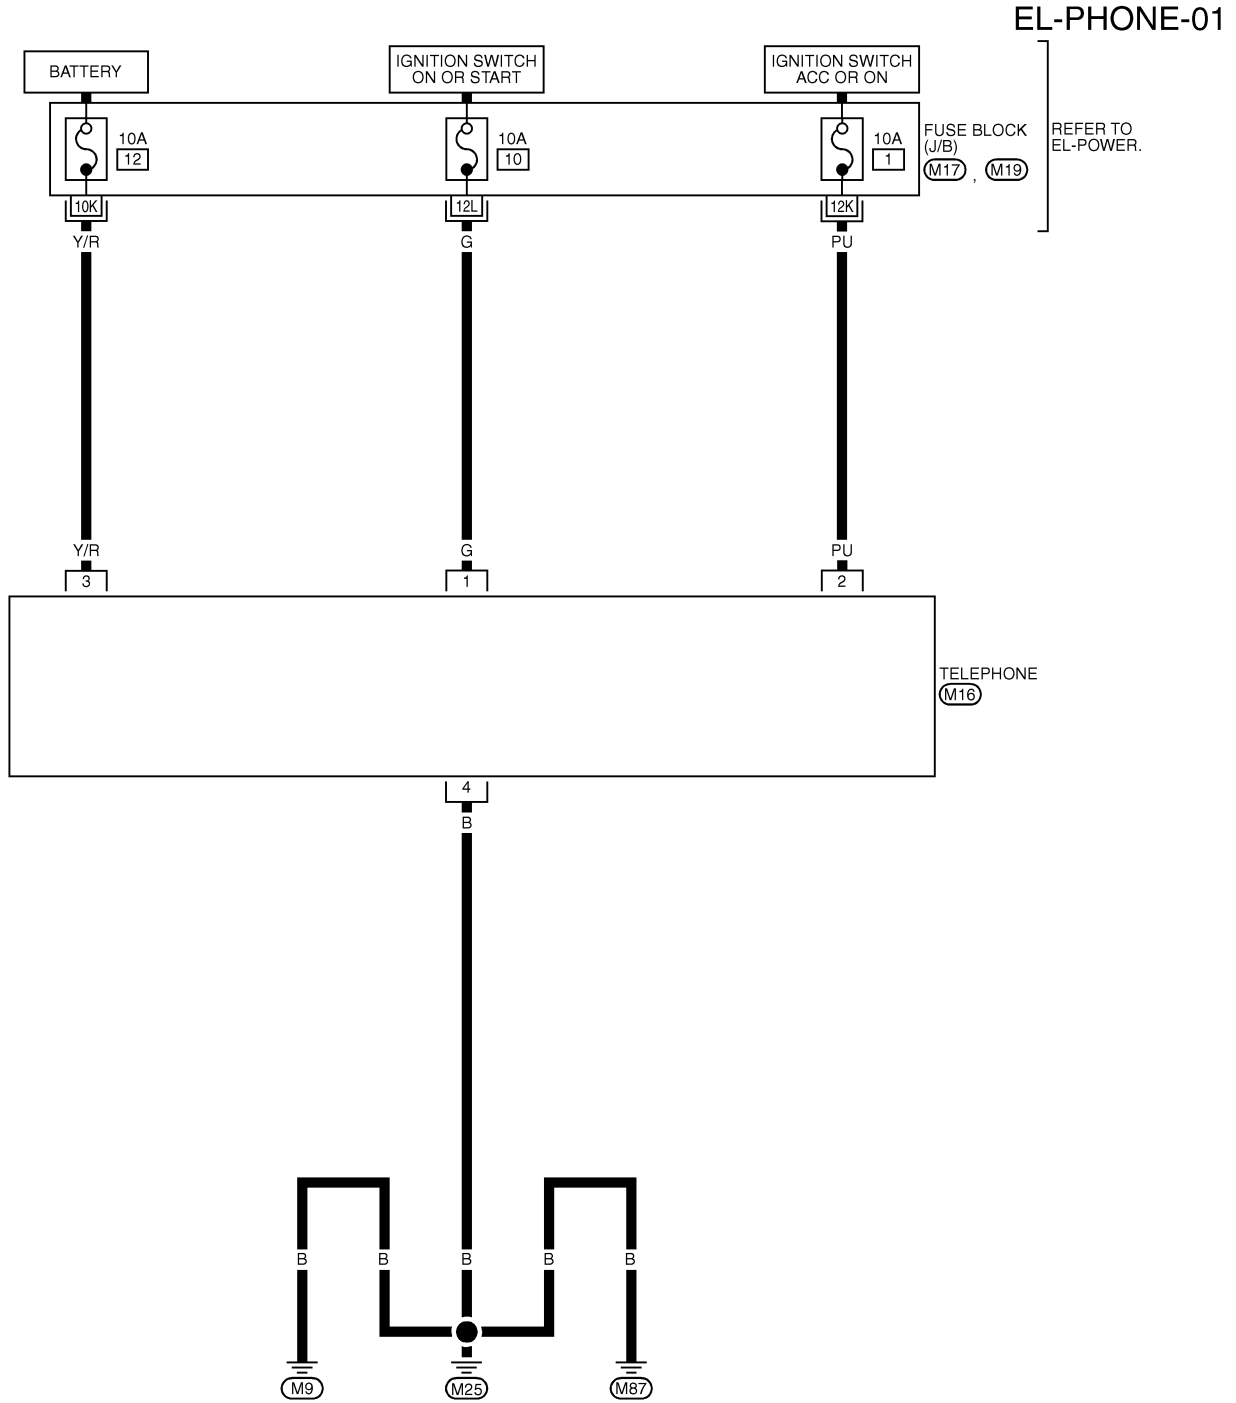 EL-PHONE-01
BATTERY
IGNITION SWITCH
ON OR START
IGNITION SWITCH
ACC OR ON
10A
12
10A
10
10A
1
FUSE BLOCK
(J/B)
M17 , M19
REFER TO
EL-POWER.
10K
12L
12K
Y/R
G
PU
Y/R
G
PU
3
1
2
TELEPHONE
M16
4
B
B
B
B
B
B
M9
M25
M87